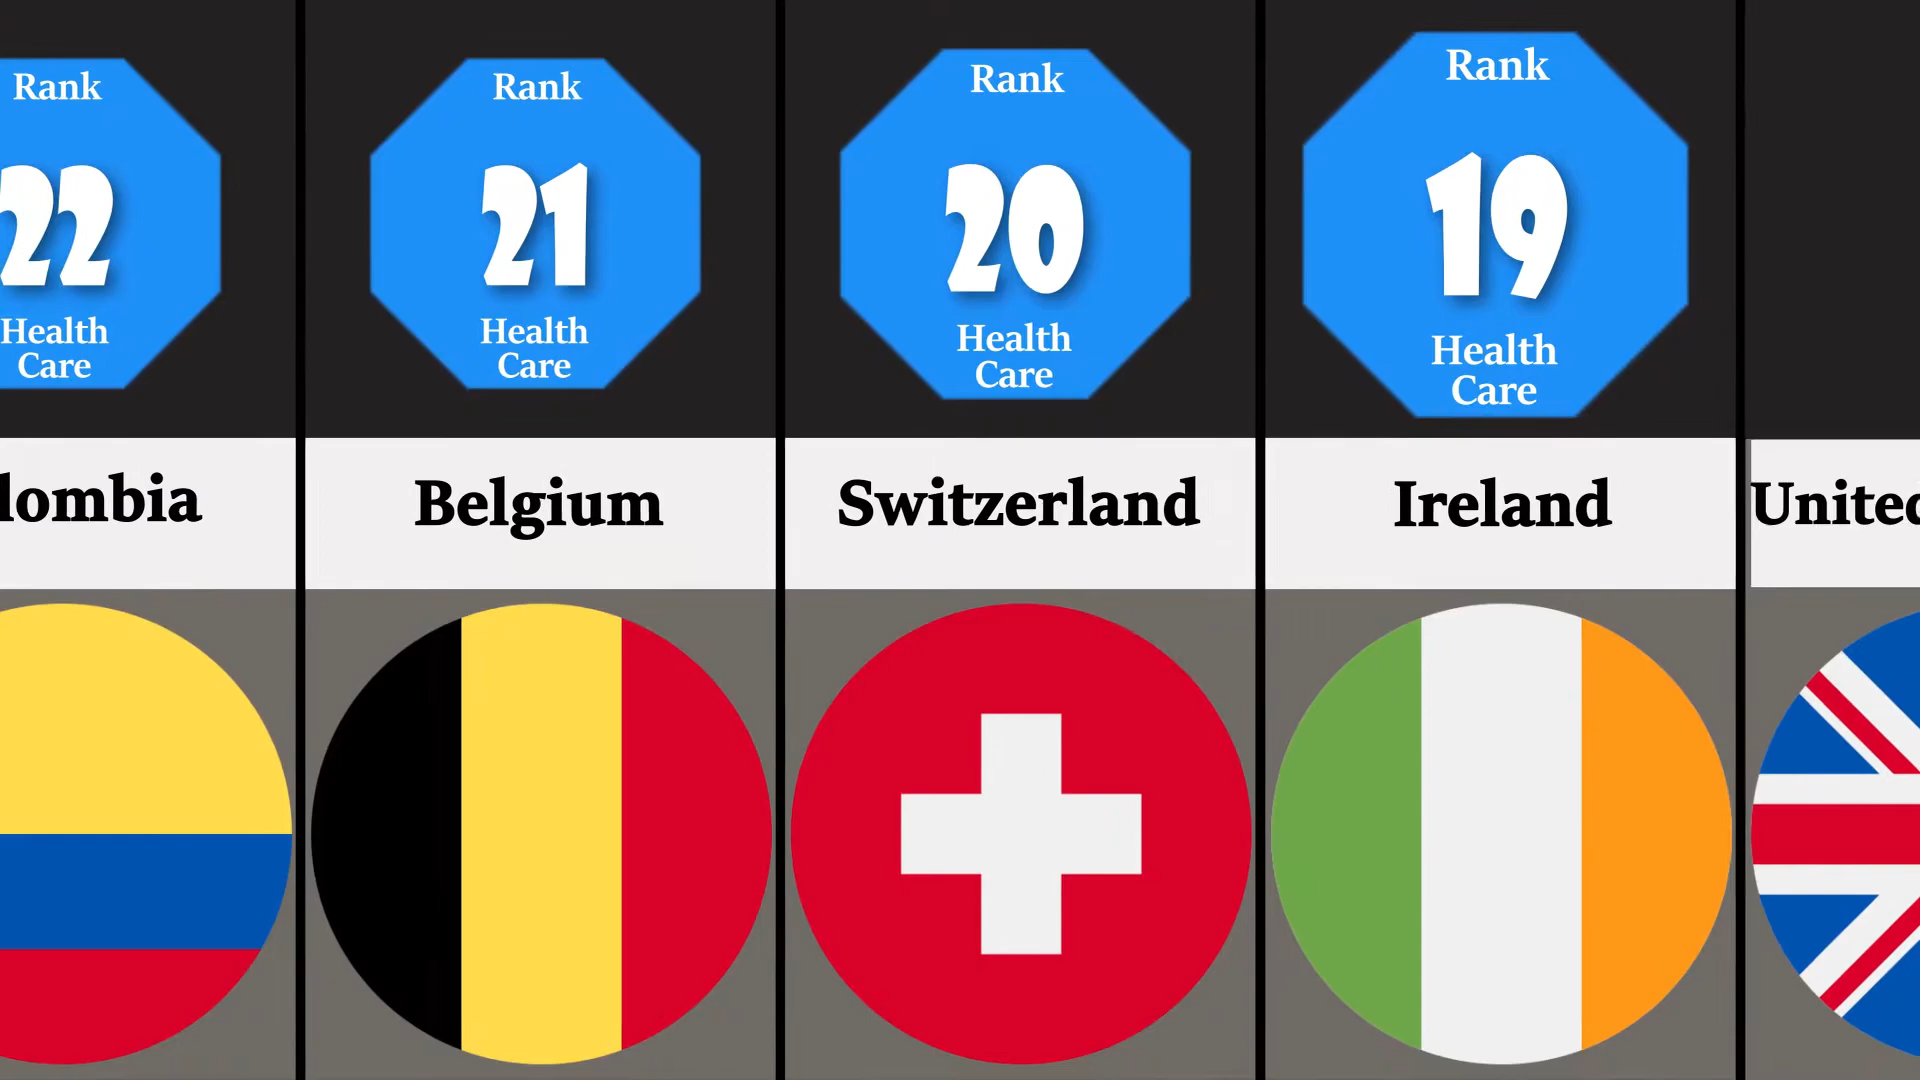 Rank
22
Health
Care
lombia
Rank
21
Health
Care
Belgium
Rank
20
Health
Care
Switzerland
Rank
19
Health
Care
Ireland
United